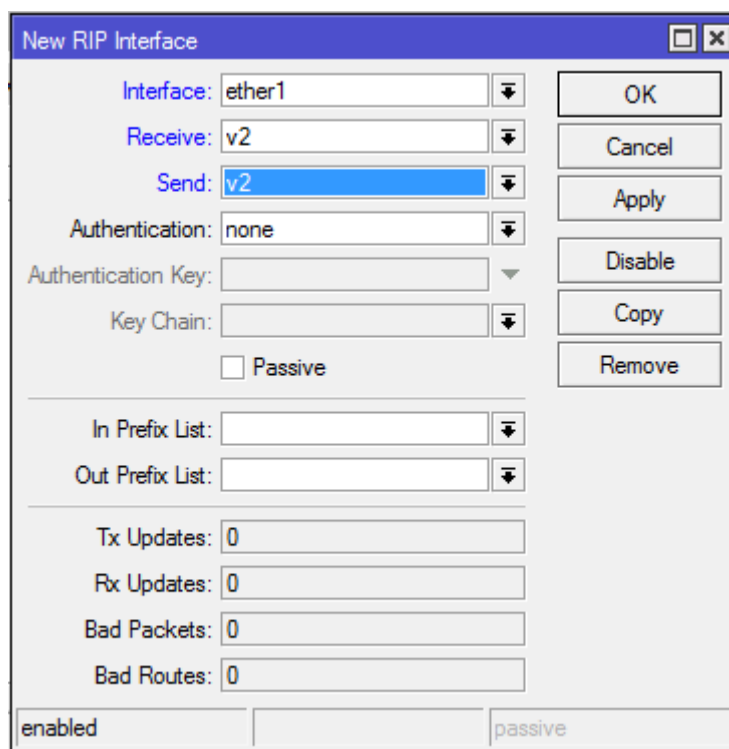 New RIP Interface
Interface: ether1
OK
Receive: v2
Cancel
Send: v2
Apply
Authentication: none
Authentication Key:
Disable
Key Chain:
Copy
Passive
Remove
In Prefix List:
Out Prefix List:
Tx Updates: 0
Rx Updates: 0
Bad Packets: 0
Bad Routes: 0
enabled
passive